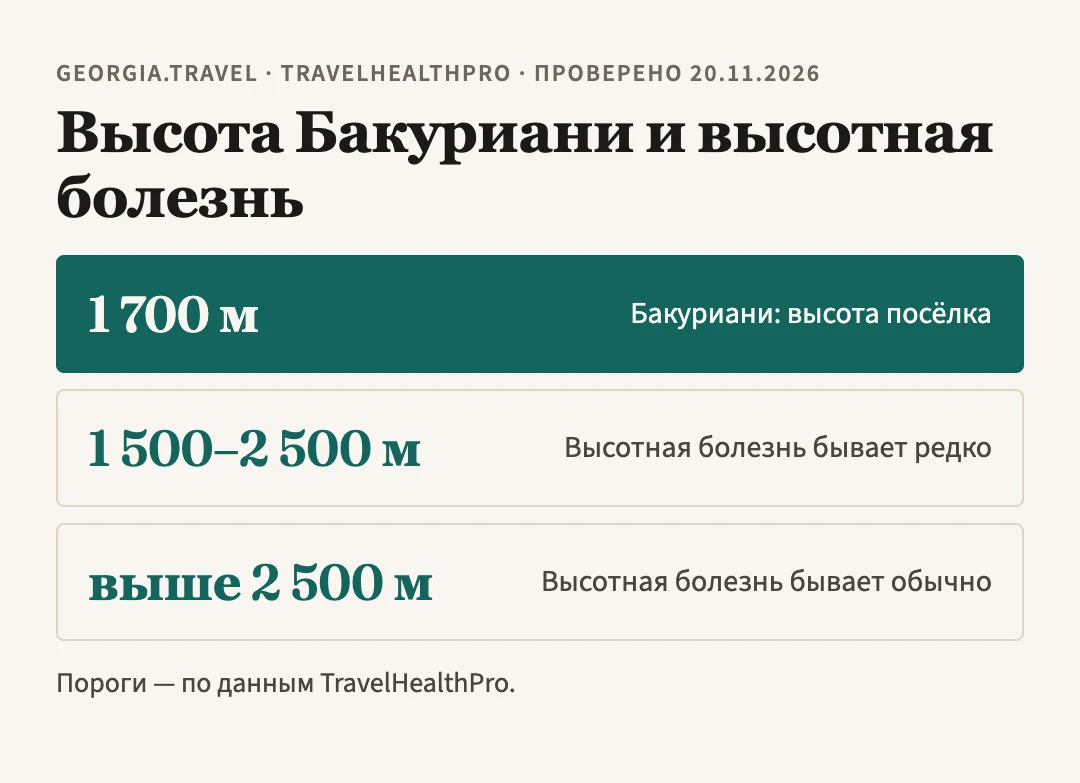 GEORGIA.TRAVEL · TRAVELHEALTHPRO · ПРОВЕРЕНО 20.11.2026
Высота Бакуриани и высотная
болезнь
1 700 м
Бакуриани: высота посёлка
1 500–2 500 м
Высотная болезнь бывает редко
выше 2 500 м
Высотная болезнь бывает обычно
Пороги — по данным TravelHealthPro.